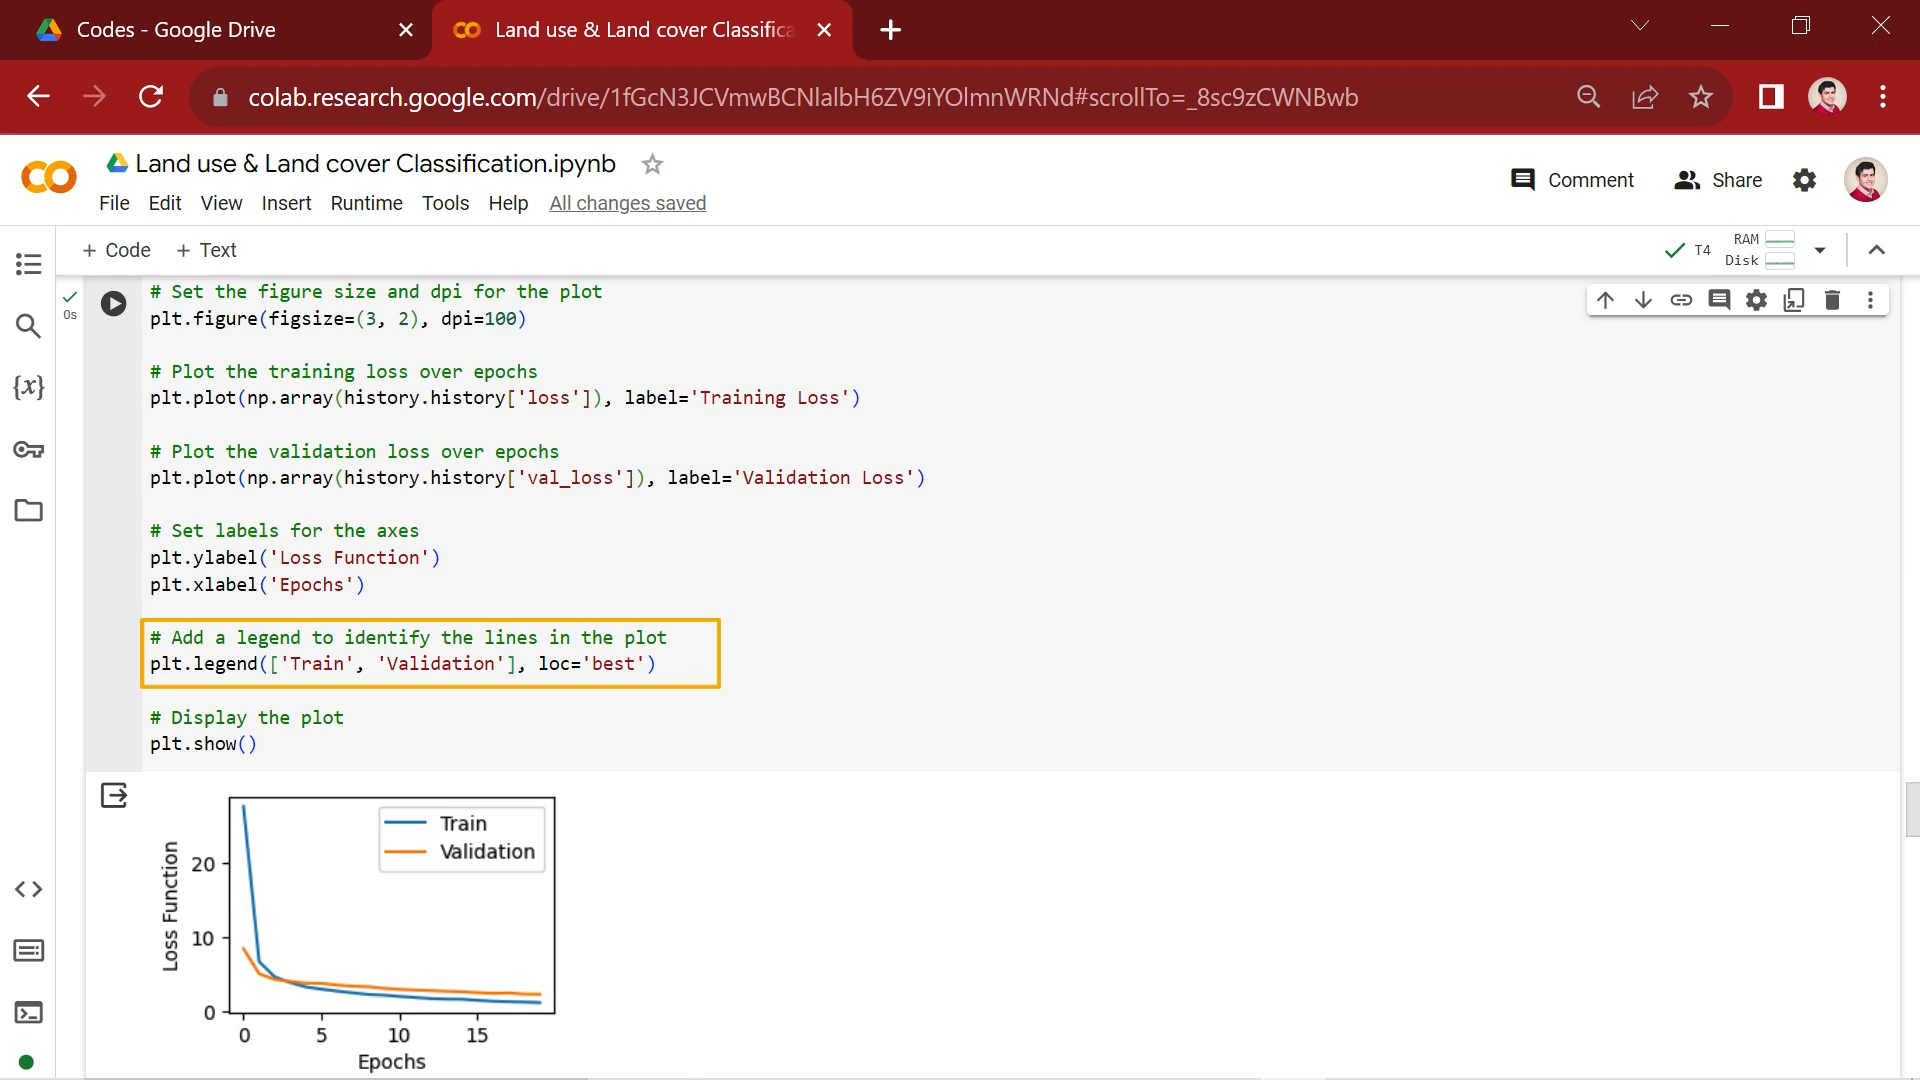 Codes - Google Drive
Land use & Land cover Classifica
colab.research.google.com/drive/1fGcN3JCVmwBCNlalbH6ZV9iYOlmnWRNd#scrollTo=_8sc9zCWNBwb
Land use & Land cover Classification.ipynb
Comment
Share
File Edit View Insert Runtime Tools Help All changes saved
+ Code + Text
T4
RAM
Disk
# Set the figure size and dpi for the plot
0s
plt.figure(figsize=(3, 2), dpi=100)
# Plot the training loss over epochs
{x}
plt.plot(np.array(history.history['loss']), label='Training Loss')
# Plot the validation loss over epochs
plt.plot(np.array(history.history['val_loss']), label='Validation Loss')
# Set labels for the axes
plt.ylabel('Loss Function')
plt.xlabel('Epochs')
# Add a legend to identify the lines in the plot
plt.legend(['Train', 'Validation'], loc='best')
# Display the plot
plt.show()
Train
Validation
Loss Function
20
10
0
0 5 10 15
Epochs